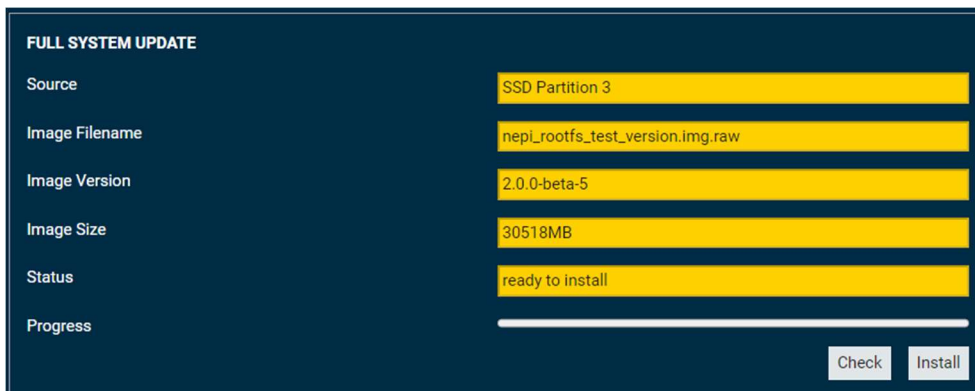 FULL SYSTEM UPDATE
Source SSD Partition 3
Image Filename nepi_rootfs_test_version.img.raw
Image Version 2.0.0-beta-5
Image Size 30518MB
Status ready to install
Progress
Check Install